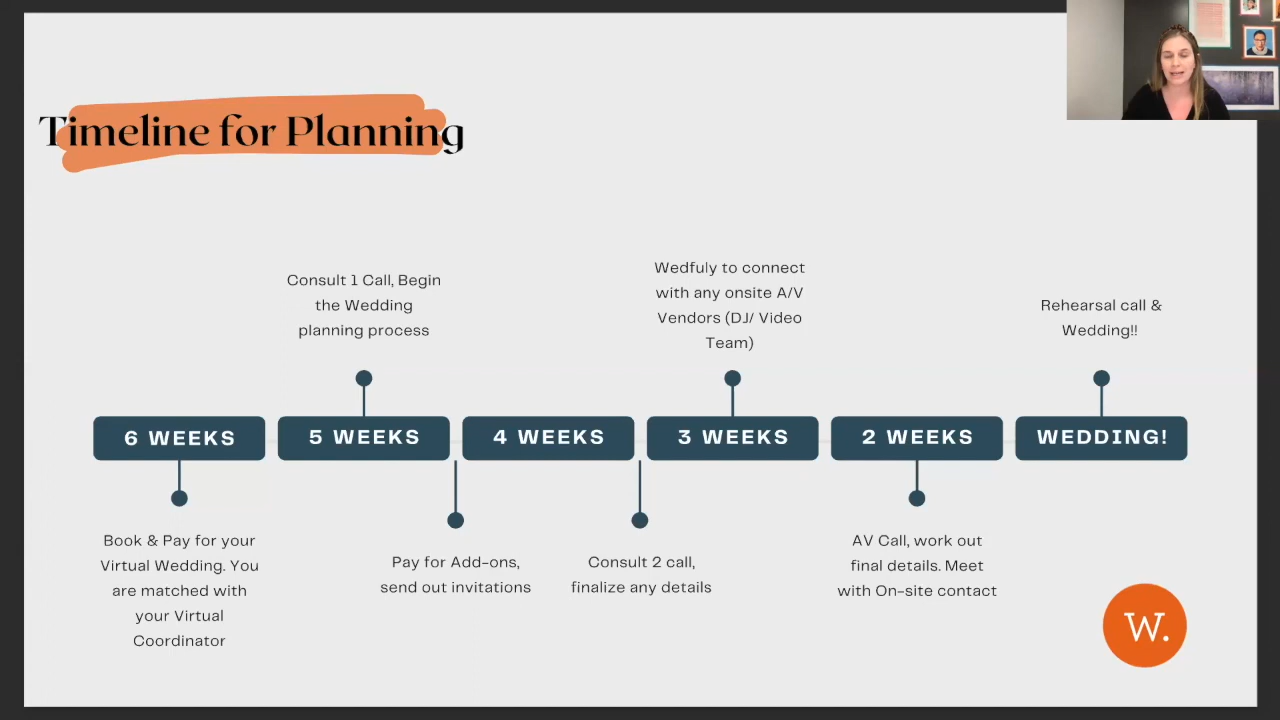 Timeline for Planning
Consult 1 Call, Begin
the Wedding
planning process
Wedfuly to connect
with any onsite A/V
Vendors (DJ/ Video
Team)
Rehearsal call &
Wedding!!
6 WEEKS
5 WEEKS
4 WEEKS
3 WEEKS
2 WEEKS
WEDDING!
Book & Pay for your
Virtual Wedding. You
are matched with
your Virtual
Coordinator
Pay for Add-ons,
send out invitations
Consult 2 call,
finalize any details
AV Call, work out
final details. Meet
with On-site contact
W.